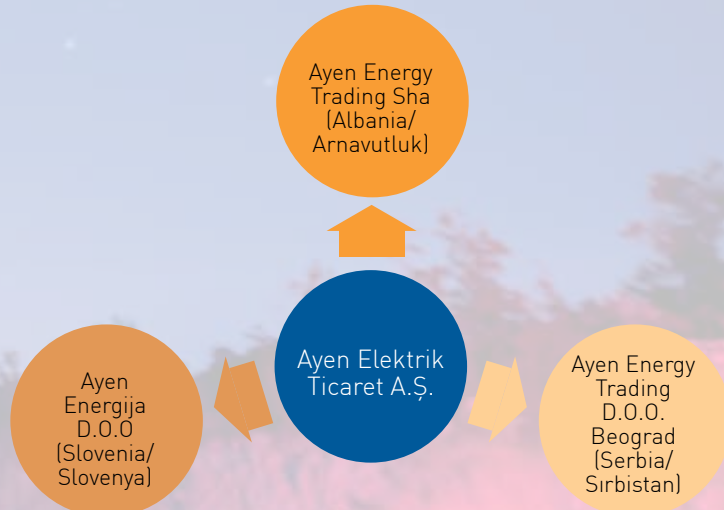 Ayen Energy
Trading Sha
(Albania/
Arnavutluk)
Ayen Elektrik
Ticaret A.Ş.
Ayen
Energija
D.O.O
(Slovenia/
Slovenya)
Ayen Energy
Trading
D.O.O.
Beograd
(Serbia/
Sırbistan)